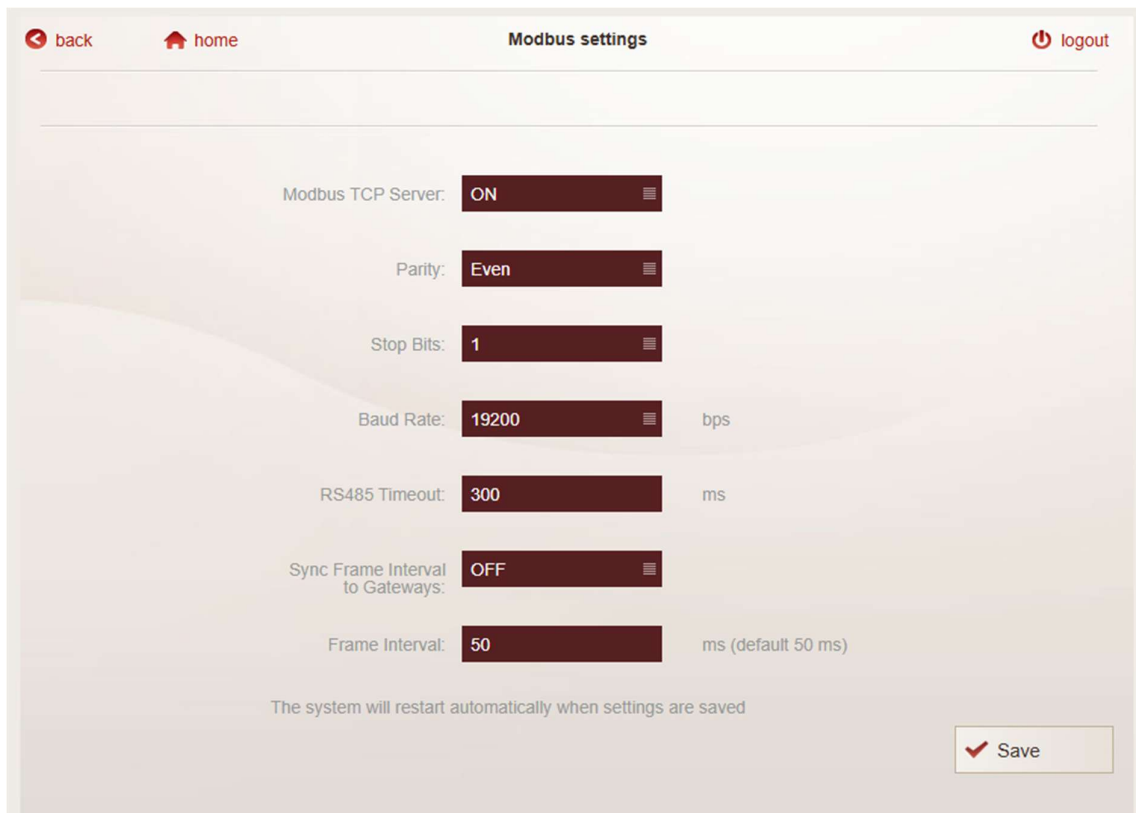 back home Modbus settings logout
Modbus TCP Server: ON
Parity: Even
Stop Bits: 1
Baud Rate: 19200 bps
RS485 Timeout: 300 ms
Sync Frame Interval
to Gateways: OFF
Frame Interval: 50 ms (default 50 ms)
The system will restart automatically when settings are saved
Save